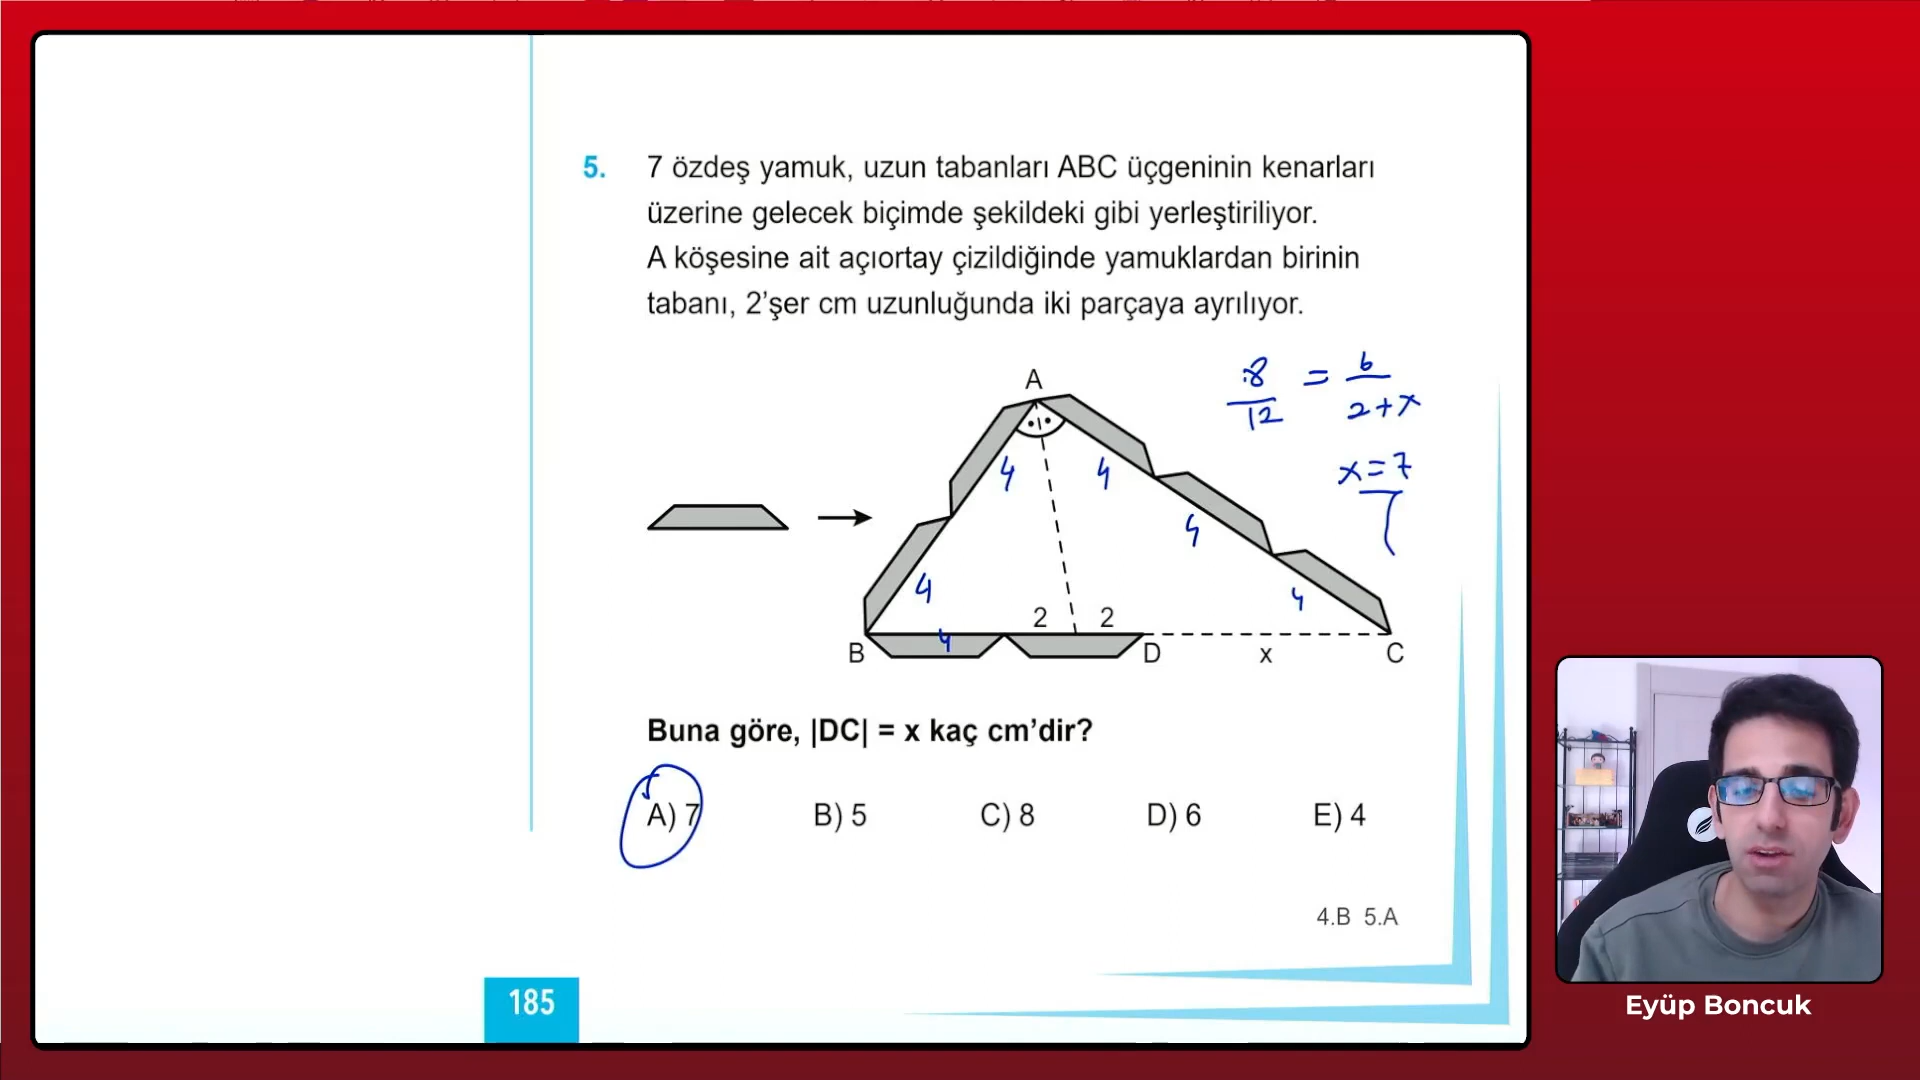 5. 7 özdeş yamuk, uzun tabanları ABC üçgeninin kenarları
üzerine gelecek biçimde şekildeki gibi yerleştiriliyor.
A köşesine ait açıortay çizildiğinde yamuklardan birinin
tabanı, 2'şer cm uzunluğunda iki parçaya ayrılıyor.
8/12 = 6/2+x
x=7
A
4 4
4
4 4
2 2
4
B D x C
Buna göre, |DC| = x kaç cm'dir?
A) 7 B) 5 C) 8 D) 6 E) 4
4.B 5.A
185
Eyüp Boncuk